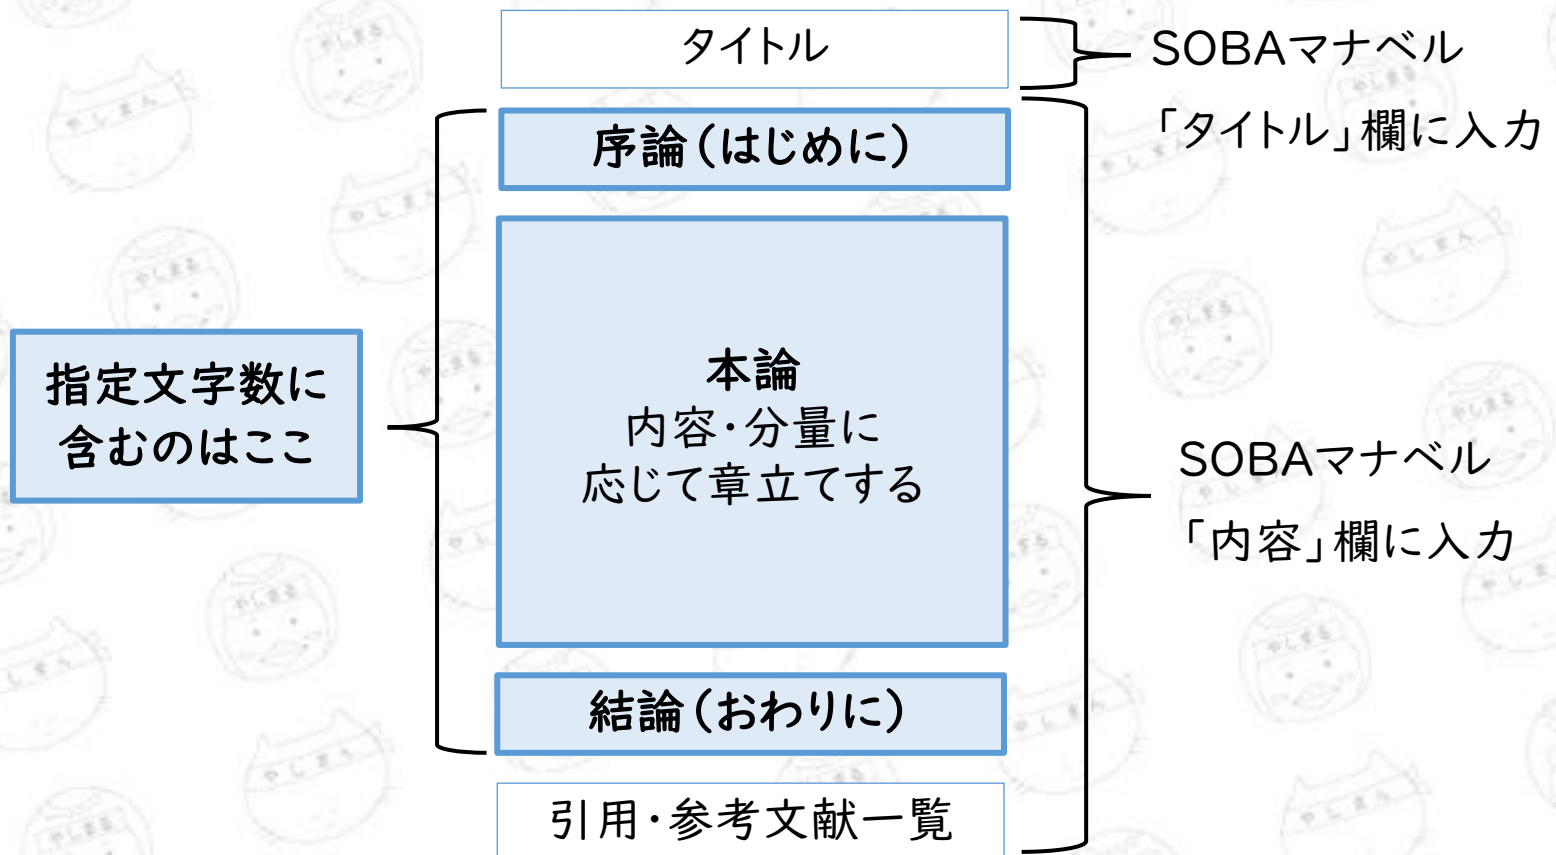 タイトル
SOBAマナベル
「タイトル」欄に入力
序論(はじめに)
指定文字数に
含むのはここ
本論
内容・分量に
応じて章立てする
SOBAマナベル
「内容」欄に入力
結論(おわりに)
引用・参考文献一覧